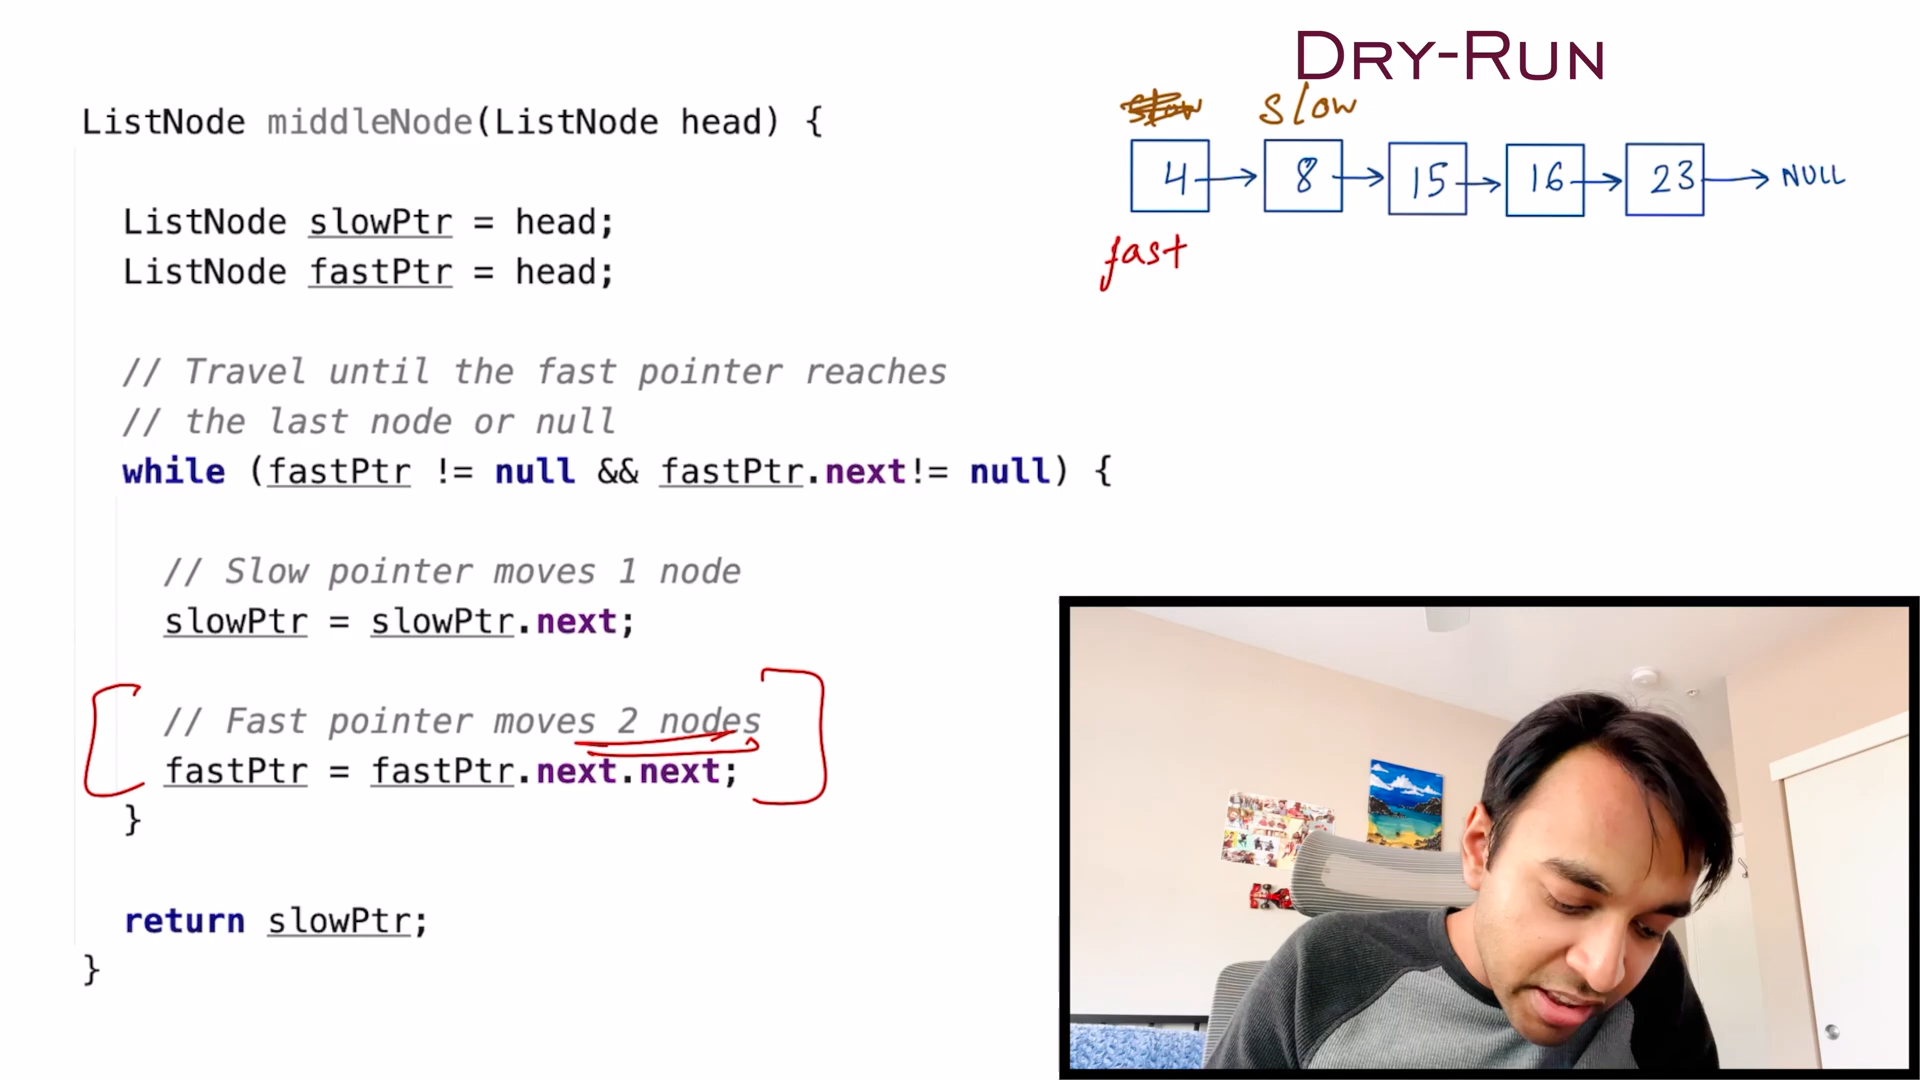 DRY-RUN
ListNode middleNode(ListNode head) {
ListNode slowPtr = head;
ListNode fastPtr = head;
// Travel until the fast pointer reaches
// the last node or null
while (fastPtr != null && fastPtr.next!= null) {
// Slow pointer moves 1 node
slowPtr = slowPtr.next;
// Fast pointer moves 2 nodes
fastPtr = fastPtr.next.next;
}
return slowPtr;
}
slow
4 8 15 16 23 NULL
fast